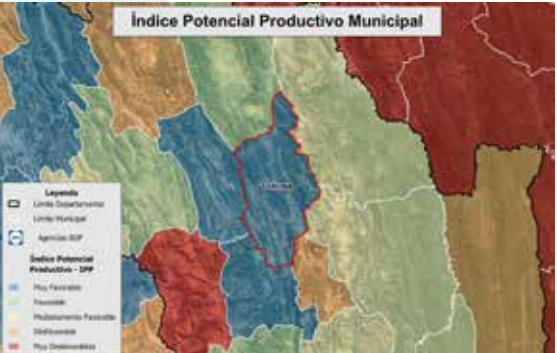 Índice Potencial Productivo Municipal
Leyenda
Límite Departamento
Límite Municipal
Agencias BDP
Índice Potencial
Productivo - IPP
Muy Favorable
Favorable
Medianamente Favorable
Desfavorable
Muy Desfavorable